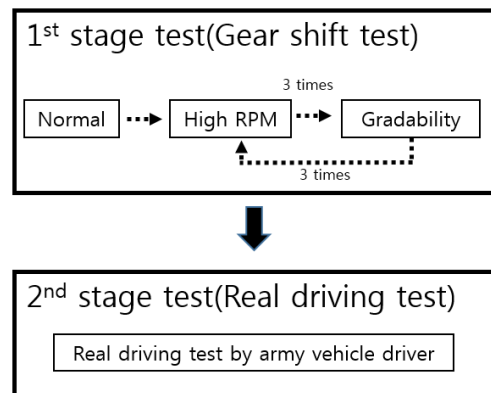 1st stage test(Gear shift test)
3 times
Normal
High RPM
Gradability
3 times
2nd stage test(Real driving test)
Real driving test by army vehicle driver